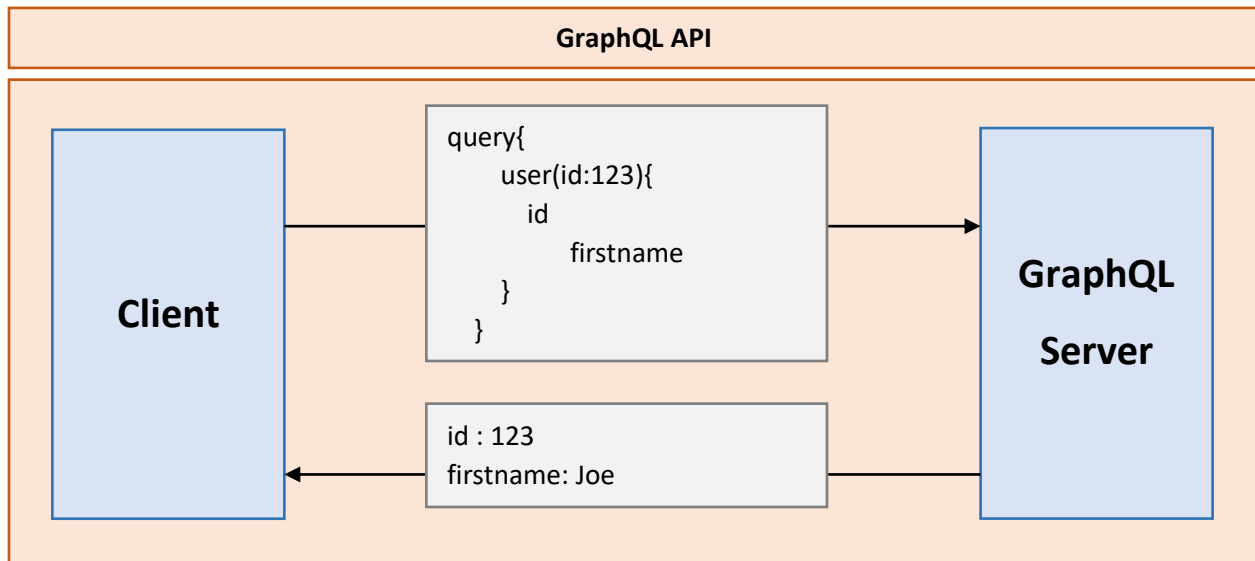 GraphQL API
query{
user(id:123){
id
firstname
}
}
Client
GraphQL
Server
id : 123
firstname: Joe